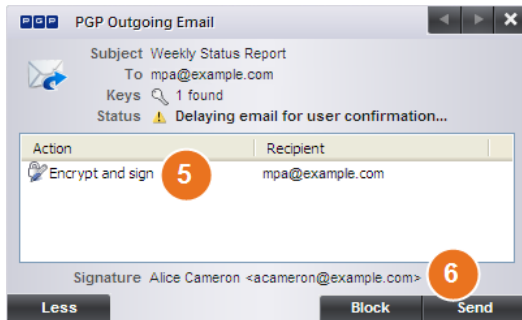 PGP PGP Outgoing Email
Subject Weekly Status Report
To mpa@example.com
Keys 1 found
Status Delaying email for user confirmation...
Action Recipient
Encrypt and sign 5 mpa@example.com
Signature Alice Cameron <acameron@example.com> 6
Less Block Send